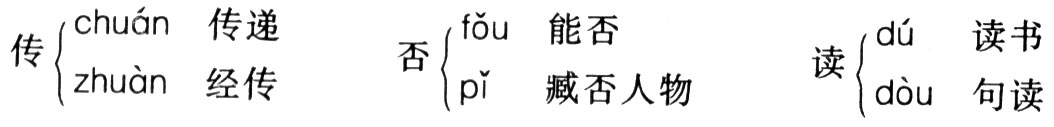 传 chuán 传递
zhuàn 经传
否 fǒu 能否
pǐ 臧否人物
读 dú 读书
dòu 句读